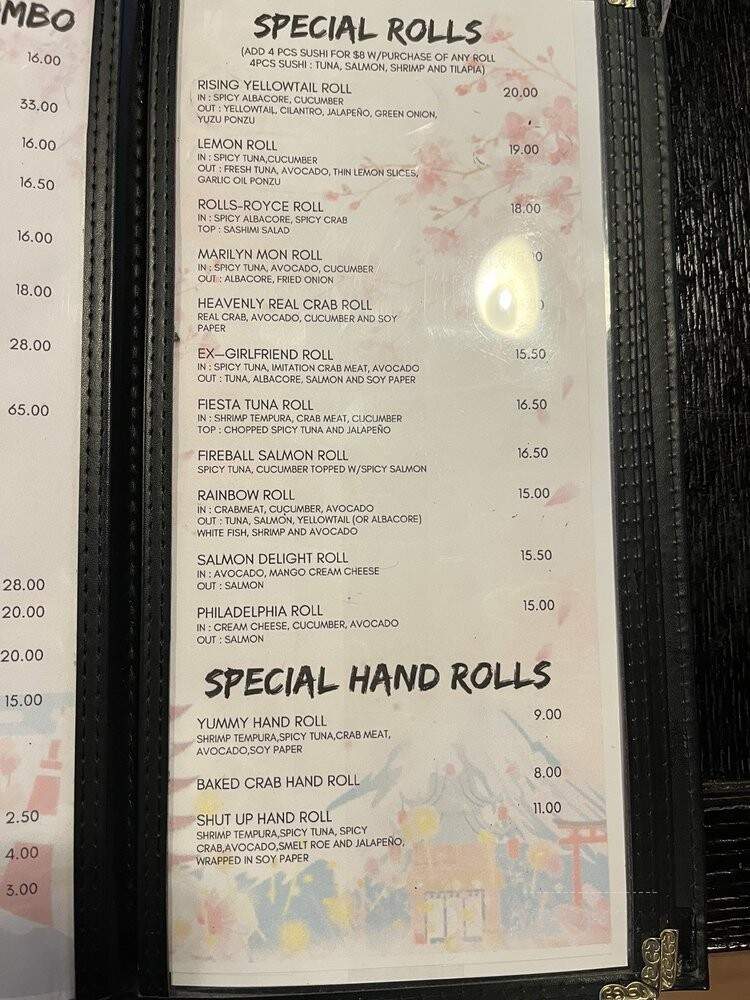 MBO
16.00
33.00
16.00
16.50
16.00
18.00
28.00
65.00
28.00
20.00
20.00
15.00
2.50
4.00
3.00
SPECIAL ROLLS
(ADD 4 PCS SUSHI FOR $8 W/PURCHASE OF ANY ROLL
4PCS SUSHI : TUNA, SALMON, SHRIMP AND TILAPIA)
RISING YELLOWTAIL ROLL 20.00
IN : SPICY ALBACORE, CUCUMBER
OUT : YELLOWTAIL, CILANTRO, JALAPEÑO, GREEN ONION,
YUZU PONZU
LEMON ROLL 19.00
IN : SPICY TUNA,CUCUMBER
OUT : FRESH TUNA, AVOCADO, THIN LEMON SLICES,
GARLIC OIL PONZU
ROLLS-ROYCE ROLL 18.00
IN : SPICY ALBACORE, SPICY CRAB
TOP : SASHIMI SALAD
MARILYN MON ROLL
IN : SPICY TUNA, AVOCADO, CUCUMBER
OUT : ALBACORE, FRIED ONION
HEAVENLY REAL CRAB ROLL
REAL CRAB, AVOCADO, CUCUMBER AND SOY
PAPER
EX—GIRLFRIEND ROLL 15.50
IN : SPICY TUNA, IMITATION CRAB MEAT, AVOCADO
OUT : TUNA, ALBACORE, SALMON AND SOY PAPER
FIESTA TUNA ROLL 16.50
IN : SHRIMP TEMPURA, CRAB MEAT, CUCUMBER
TOP : CHOPPED SPICY TUNA AND JALAPEÑO
FIREBALL SALMON ROLL 16.50
SPICY TUNA, CUCUMBER TOPPED W/SPICY SALMON
RAINBOW ROLL 15.00
IN : CRABMEAT, CUCUMBER, AVOCADO
OUT : TUNA, SALMON, YELLOWTAIL (OR ALBACORE)
WHITE FISH, SHRIMP AND AVOCADO
SALMON DELIGHT ROLL 15.50
IN : AVOCADO, MANGO CREAM CHEESE
OUT : SALMON
PHILADELPHIA ROLL 15.00
IN : CREAM CHEESE, CUCUMBER, AVOCADO
OUT : SALMON
SPECIAL HAND ROLLS
YUMMY HAND ROLL 9.00
SHRIMP TEMPURA,SPICY TUNA,CRAB MEAT,
AVOCADO,SOY PAPER
BAKED CRAB HAND ROLL 8.00
SHUT UP HAND ROLL 11.00
SHRIMP TEMPURA,SPICY TUNA, SPICY
CRAB,AVOCADO,SMELT ROE AND JALAPEÑO,
WRAPPED IN SOY PAPER